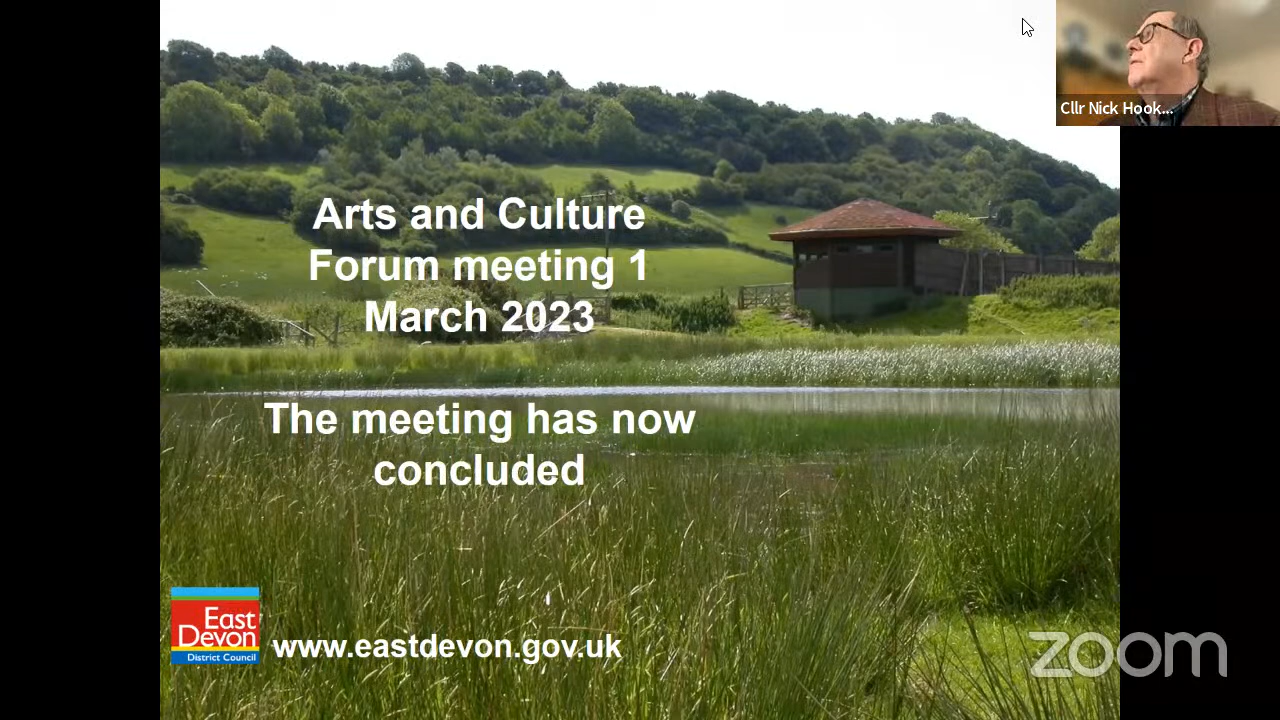 Cllr Nick Hook...
Arts and Culture
Forum meeting 1
March 2023
The meeting has now
concluded
East
Devon
District Council
www.eastdevon.gov.uk
zoom